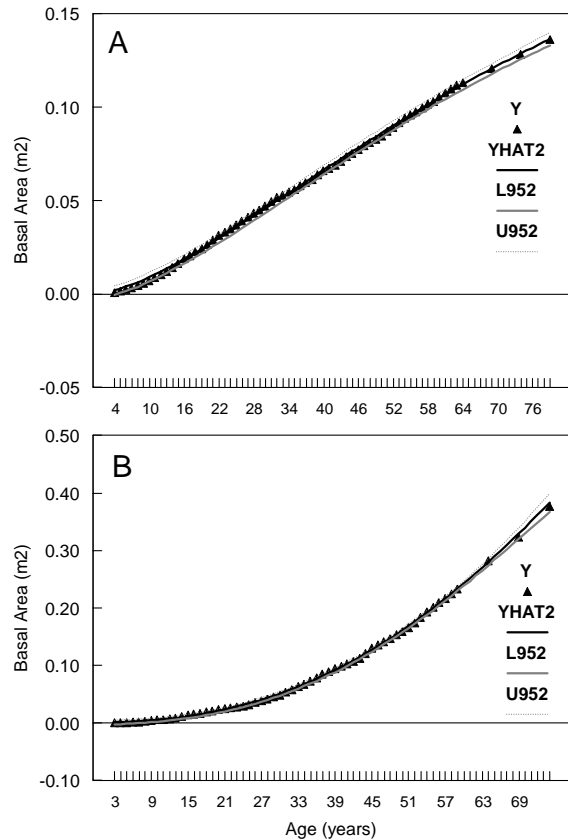 A
0.15
0.10
0.05
0.00
-0.05
Basal Area (m2)
Y
YHAT2
L952
U952
4 10 16 22 28 34 40 46 52 58 64 70 76
B
0.50
0.40
0.30
0.20
0.10
0.00
-0.10
Basal Area (m2)
Y
YHAT2
L952
U952
3 9 15 21 27 33 39 45 51 57 63 69
Age (years)